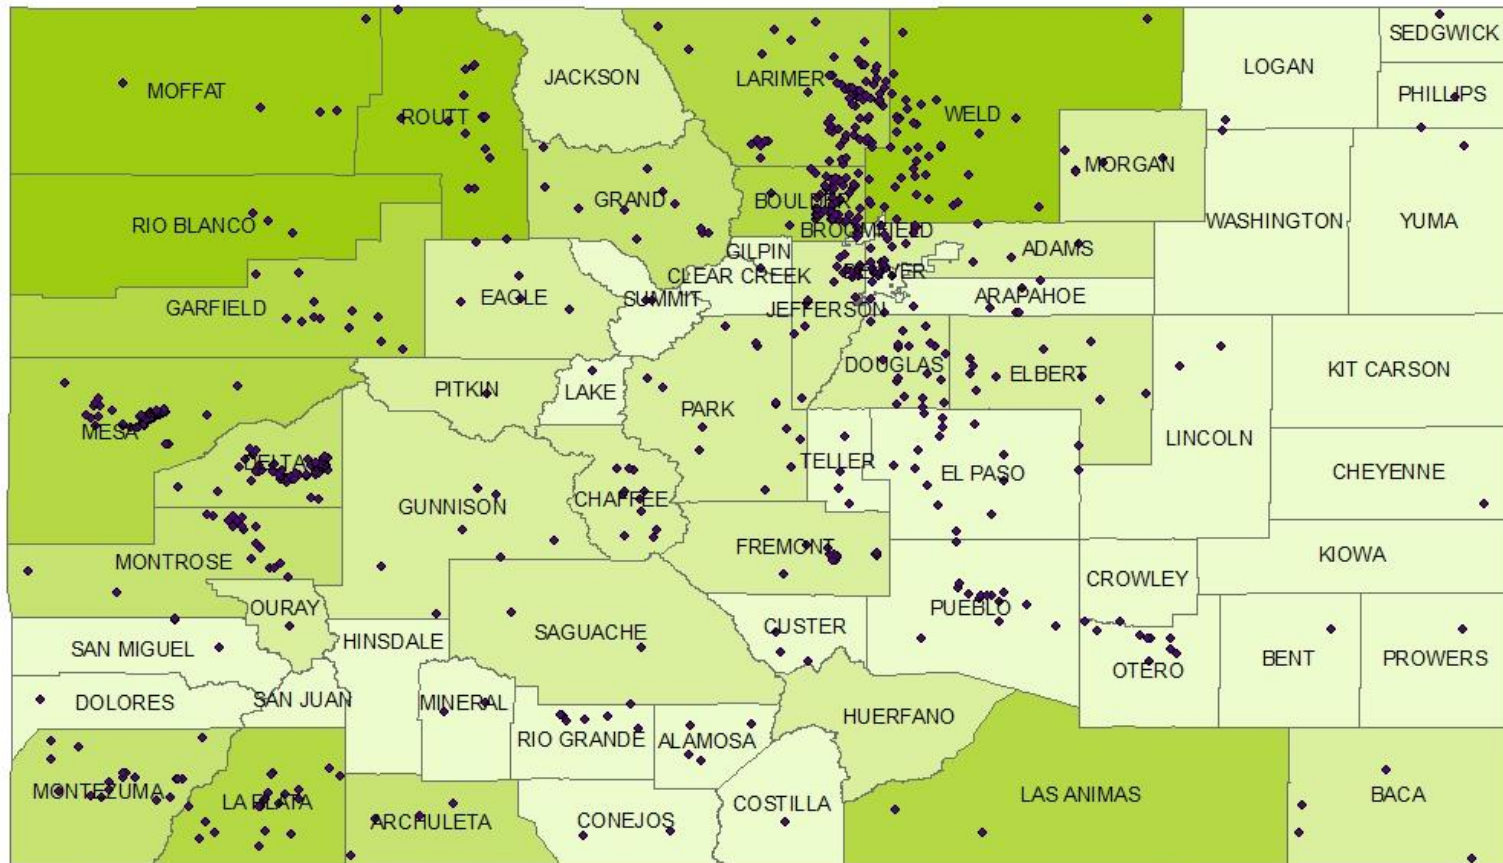 SEDGWICK
LOGAN
JACKSON
LARIMER
MOFFAT
PHILLIPS
ROUTT
WELD
MORGAN
GRAND
BOULDER
RIO BLANCO
WASHINGTON
YUMA
BROOMFIELD
GILPIN
ADAMS
CLEAR CREEK
DENVER
EAGLE
SUMMIT
ARAPAHOE
GARFIELD
JEFFERSON
DOUGLAS
ELBERT
KIT CARSON
PITKIN
LAKE
PARK
MESA
LINCOLN
DELTA
TELLER
EL PASO
CHEYENNE
CHAFFEE
GUNNISON
FREMONT
KIOWA
MONTROSE
CROWLEY
OURAY
PUEBLO
CUSTER
SAGUACHE
HINSDALE
SAN MIGUEL
BENT
PROWERS
OTERO
SAN JUAN
DOLORES
MINERAL
HUERFANO
RIO GRANDE
ALAMOSA
MONTEZUMA
LAS ANIMAS
BACA
LA PLATA
COSTILLA
ARCHULETA
CONEJOS